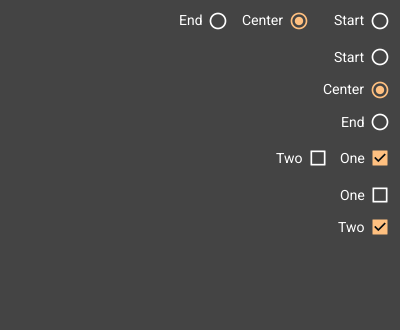 End Center Start
Start
Center
End
Two One
One
Two